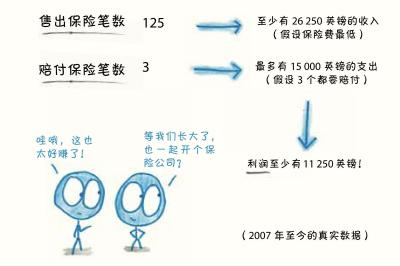 售出保险笔数 125
至少有 26 250 英镑的收入
（假设保险费最低）
赔付保险笔数 3
最多有 15 000 英镑的支出
（假设 3 个都要赔付）
利润至少有 11 250 英镑!
哇哦，这也
太好赚了!
等我们长大了，
也一起开个保
险公司?
（2007 年至今的真实数据）